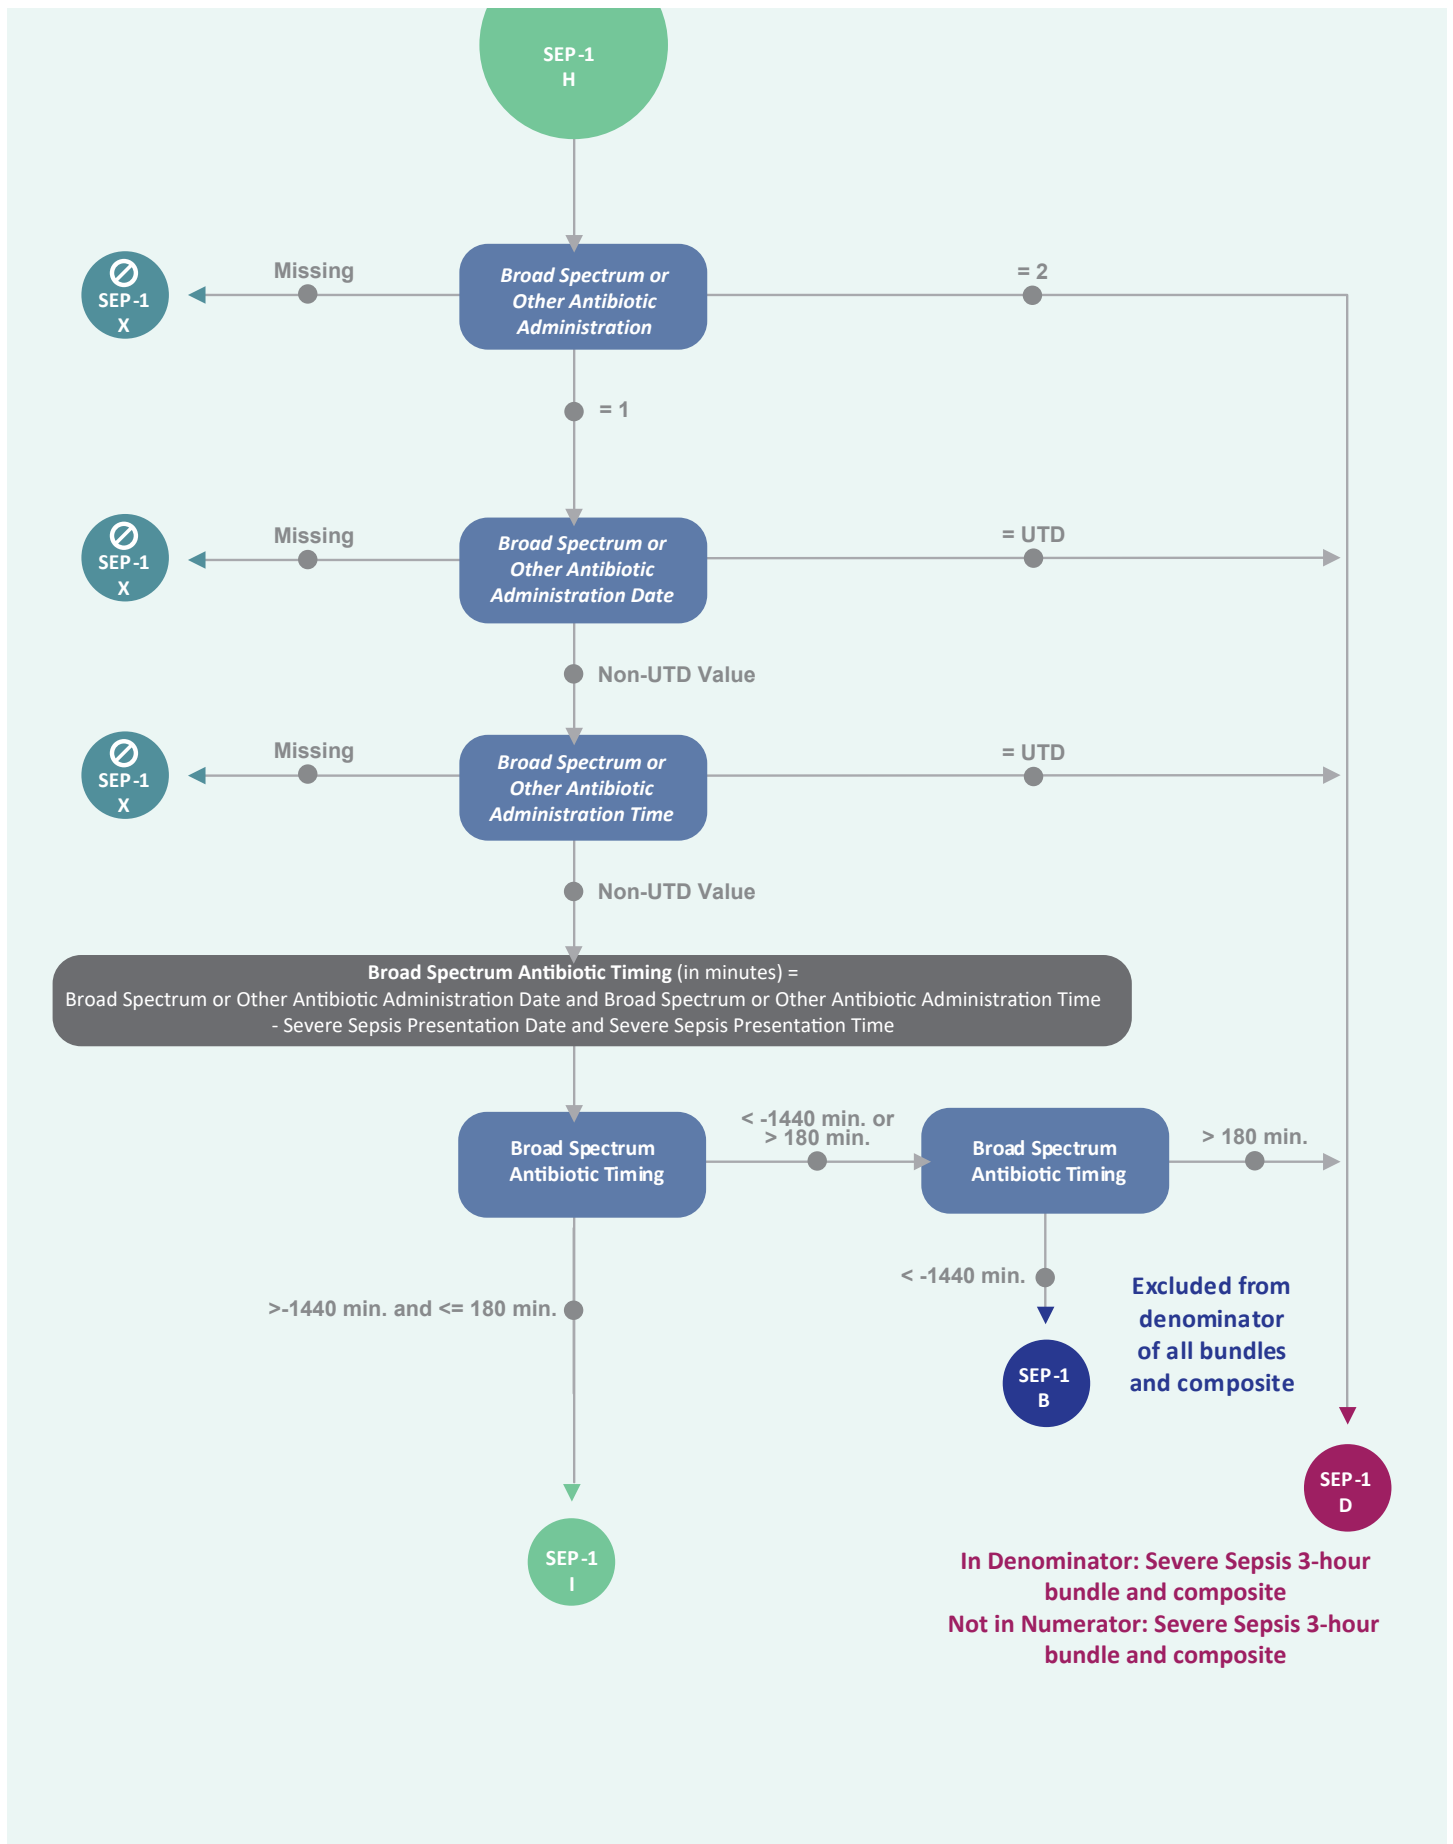 SEP-1
H
Missing
= 2
SEP-1
X
Broad Spectrum or
Other Antibiotic
Administration
= 1
Missing
= UTD
SEP-1
X
Broad Spectrum or
Other Antibiotic
Administration Date
Non-UTD Value
Missing
= UTD
SEP-1
X
Broad Spectrum or
Other Antibiotic
Administration Time
Non-UTD Value
Broad Spectrum Antibiotic Timing (in minutes) =
Broad Spectrum or Other Antibiotic Administration Date and Broad Spectrum or Other Antibiotic Administration Time
- Severe Sepsis Presentation Date and Severe Sepsis Presentation Time
Broad Spectrum
Antibiotic Timing
< -1440 min. or
> 180 min.
Broad Spectrum
Antibiotic Timing
> 180 min.
< -1440 min.
>-1440 min. and <= 180 min.
Excluded from
denominator
of all bundles
and composite
SEP-1
B
SEP-1
D
SEP-1
I
In Denominator: Severe Sepsis 3-hour
bundle and composite
Not in Numerator: Severe Sepsis 3-hour
bundle and composite